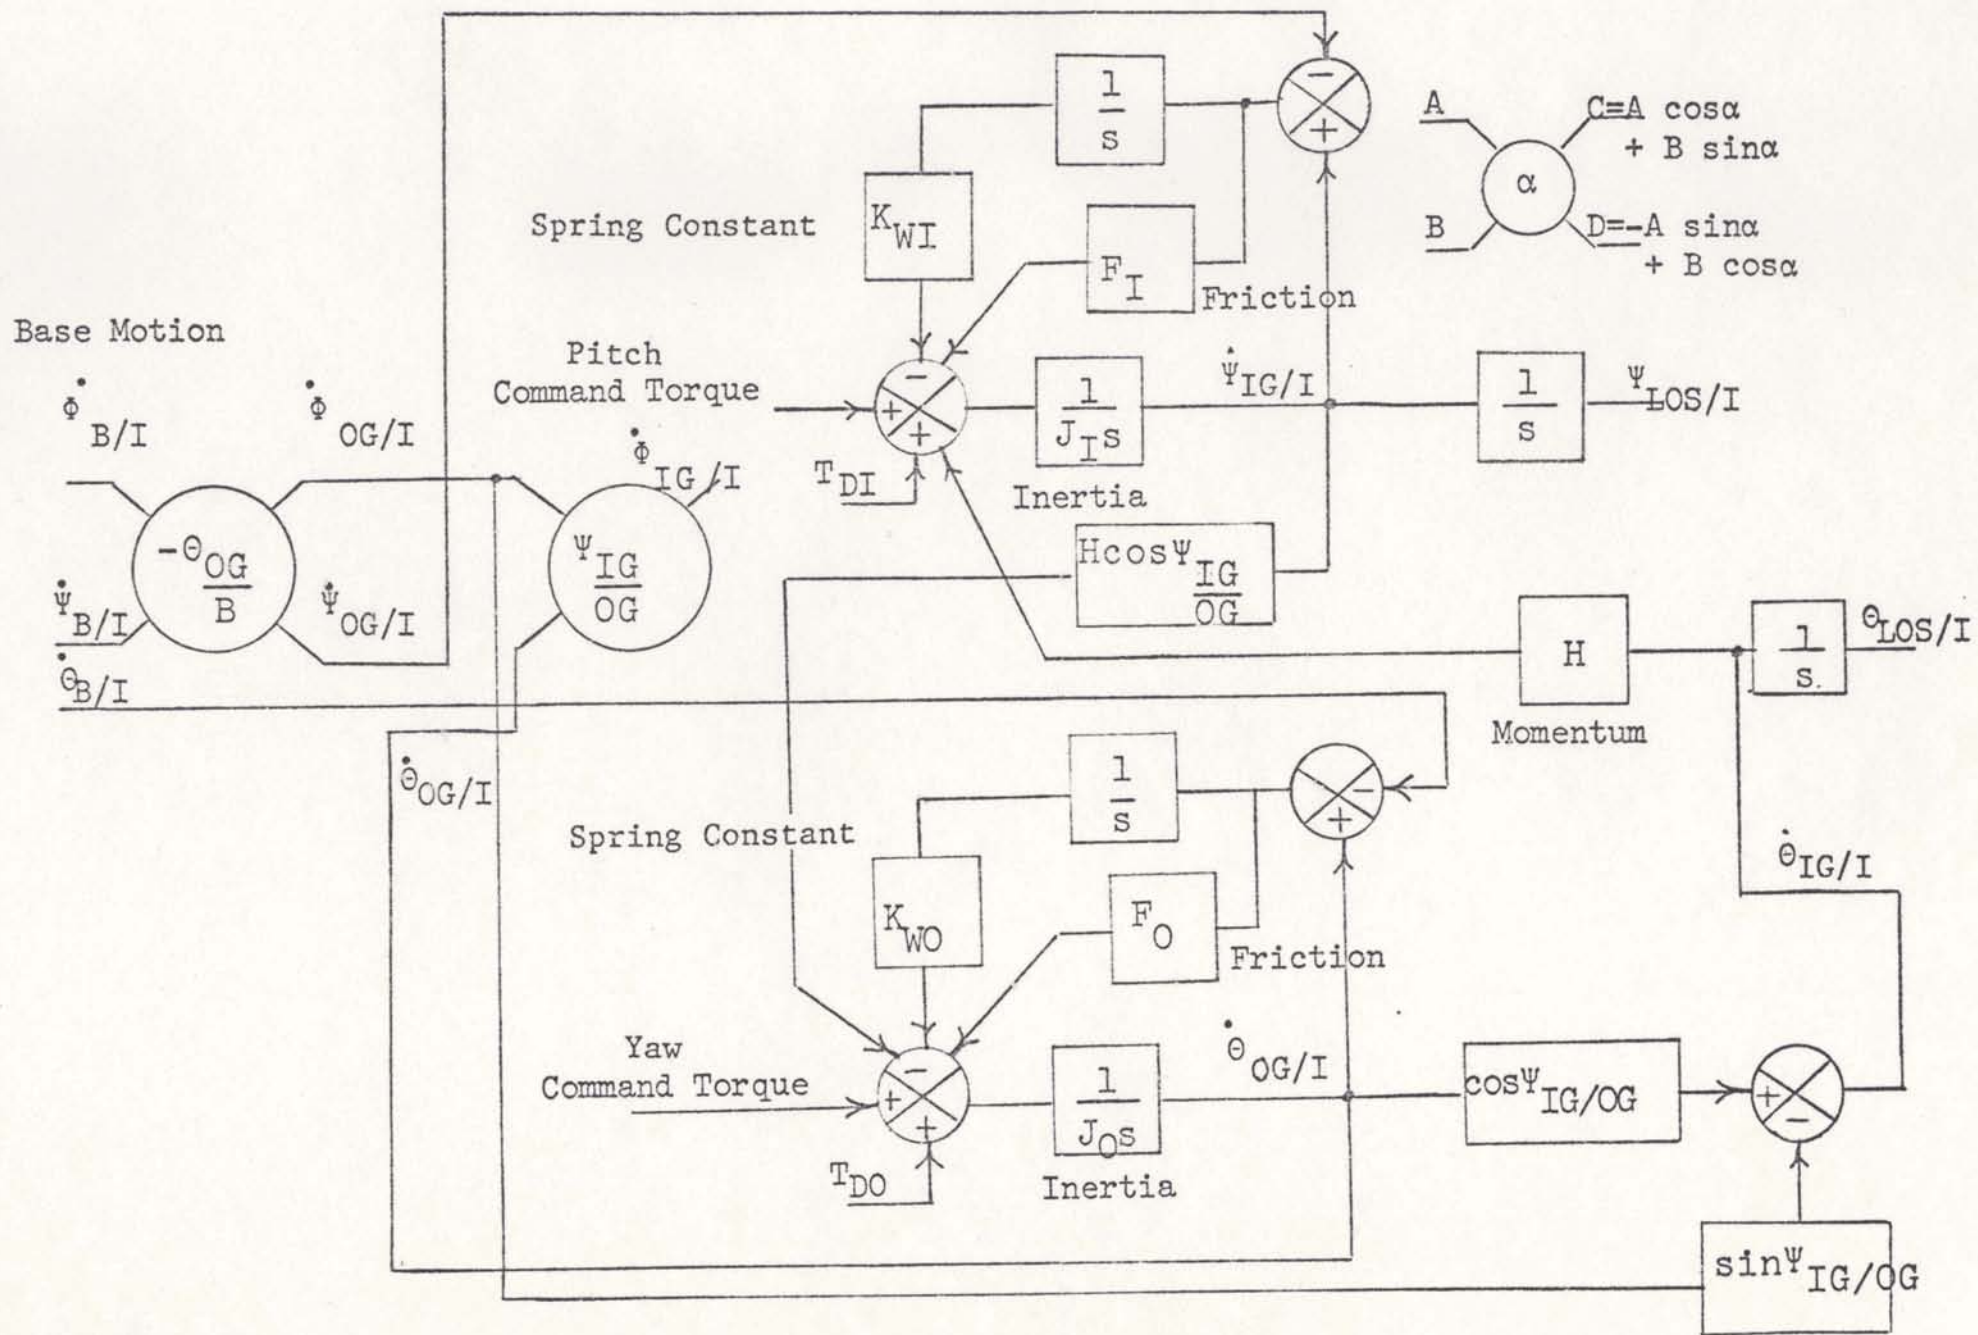 1
s
-
+
A
C=A cosα
+ B sinα
α
B
D=-A sinα
+ B cosα
Spring Constant
K_WI
F_I
Friction
Base Motion
Φ̇_B/I
Φ̇_OG/I
Pitch
Command Torque
-
+
+
1
J_I s
Ψ̇_IG/I
1
s
Ψ_LOS/I
Φ̇_IG/I
T_DI
Inertia
-Θ_OG
B
Ψ_IG
OG
Hcos Ψ_IG
OG
Ψ̇_B/I
Ψ̇_OG/I
H
Momentum
1
s.
Θ_LOS/I
Θ̇_B/I
Θ̇_OG/I
1
s
-
+
Spring Constant
K_WO
F_O
Friction
Θ̇_IG/I
Yaw
Command Torque
-
+
+
1
J_O s
Θ̇_OG/I
cosΨ_IG/OG
+
-
T_DO
Inertia
sinΨ_IG/OG